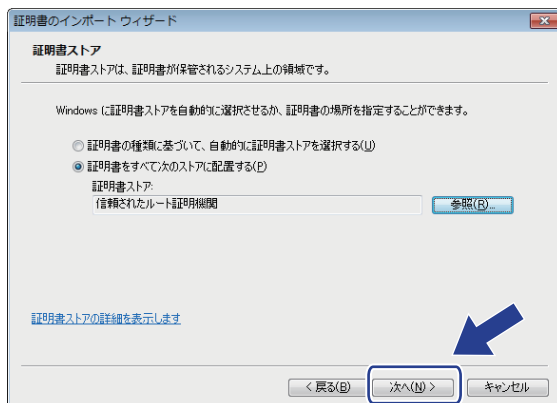 証明書のインポート ウィザード
証明書ストア
証明書ストアは、証明書が保管されるシステム上の領域です。
Windows に証明書ストアを自動的に選択させるか、証明書の場所を指定することができます。
証明書の種類に基づいて、自動的に証明書ストアを選択する(U)
証明書をすべて次のストアに配置する(P)
証明書ストア:
信頼されたルート証明機関
参照(R)...
証明書ストアの詳細を表示します
< 戻る(B)
次へ(N) >
キャンセル